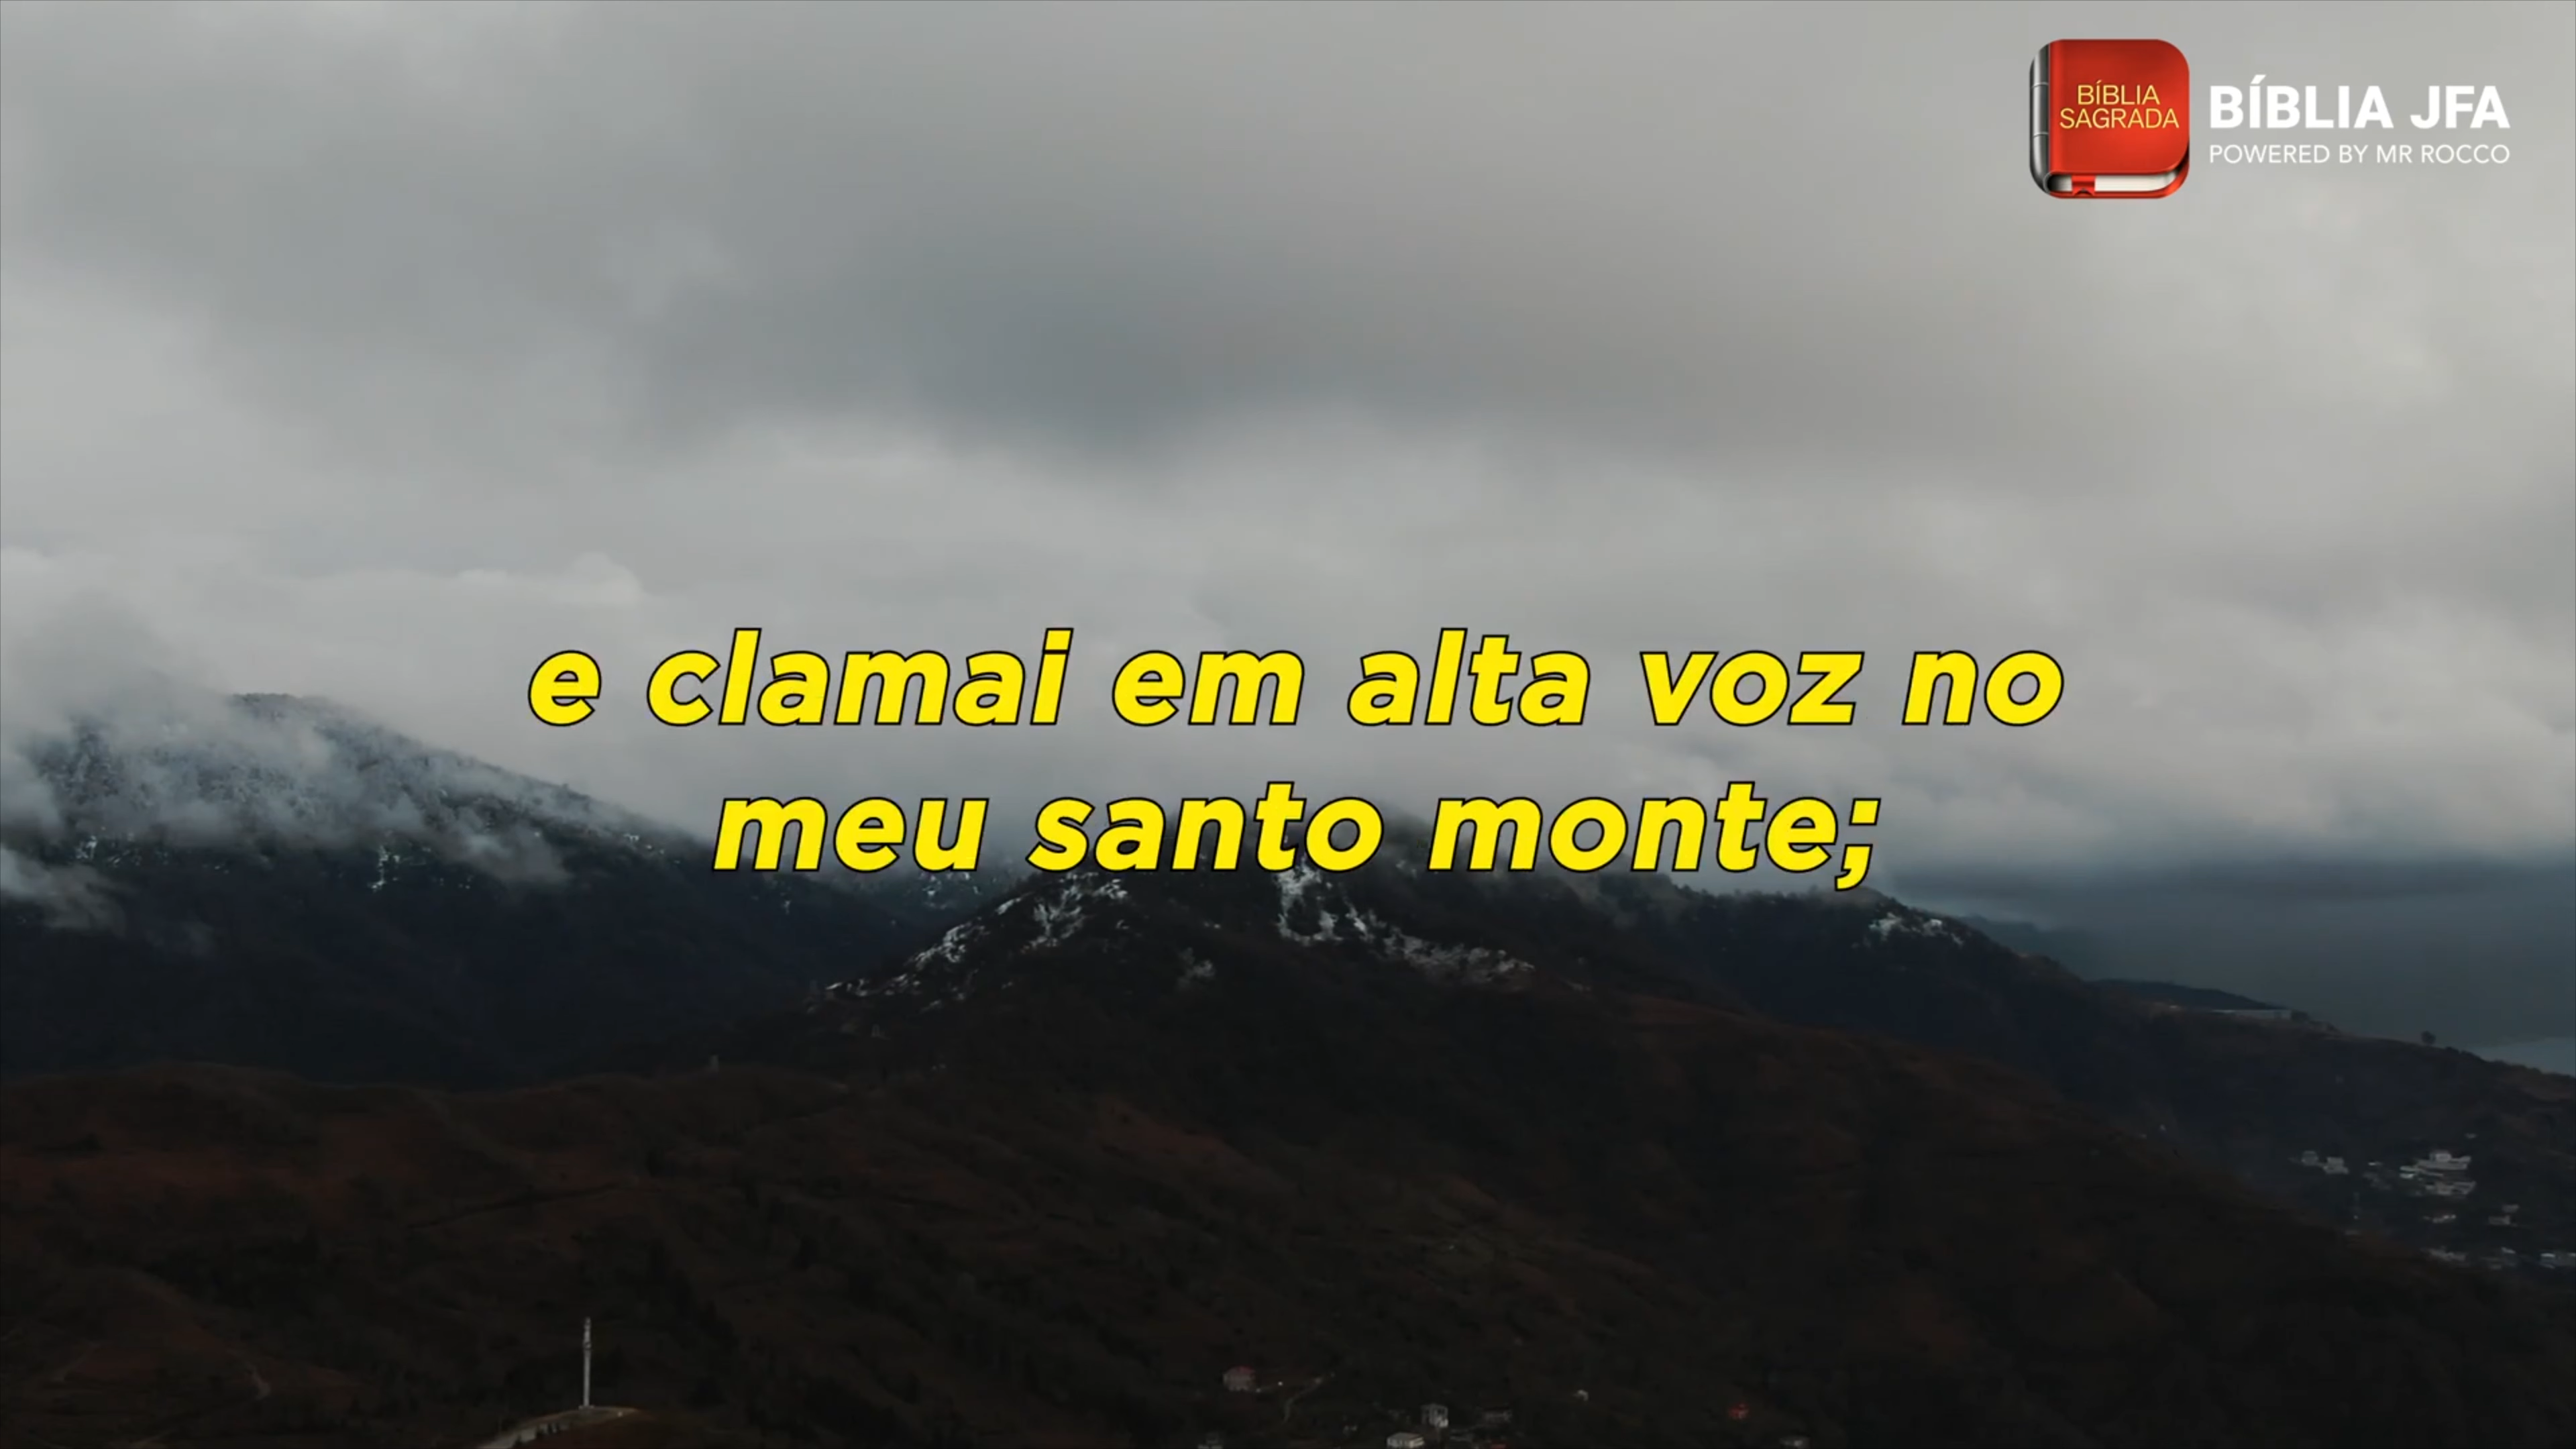 BÍBLIA
SAGRADA
BÍBLIA JFA
POWERED BY MR ROCCO
e clamai em alta voz no
meu santo monte;